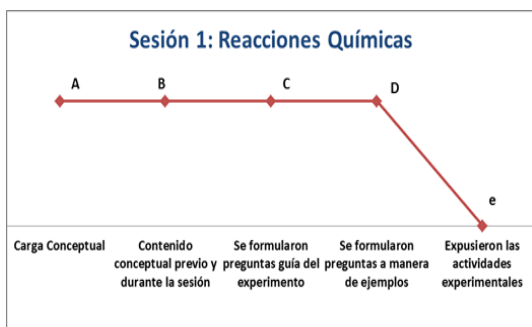 Sesión 1: Reacciones Químicas
A
B
C
D
e
Carga Conceptual
Contenido
conceptual previo y
durante la sesión
Se formularon
preguntas guía del
experimento
Se formularon
preguntas a manera
de ejemplos
Expusieron las
actividades
experimentales